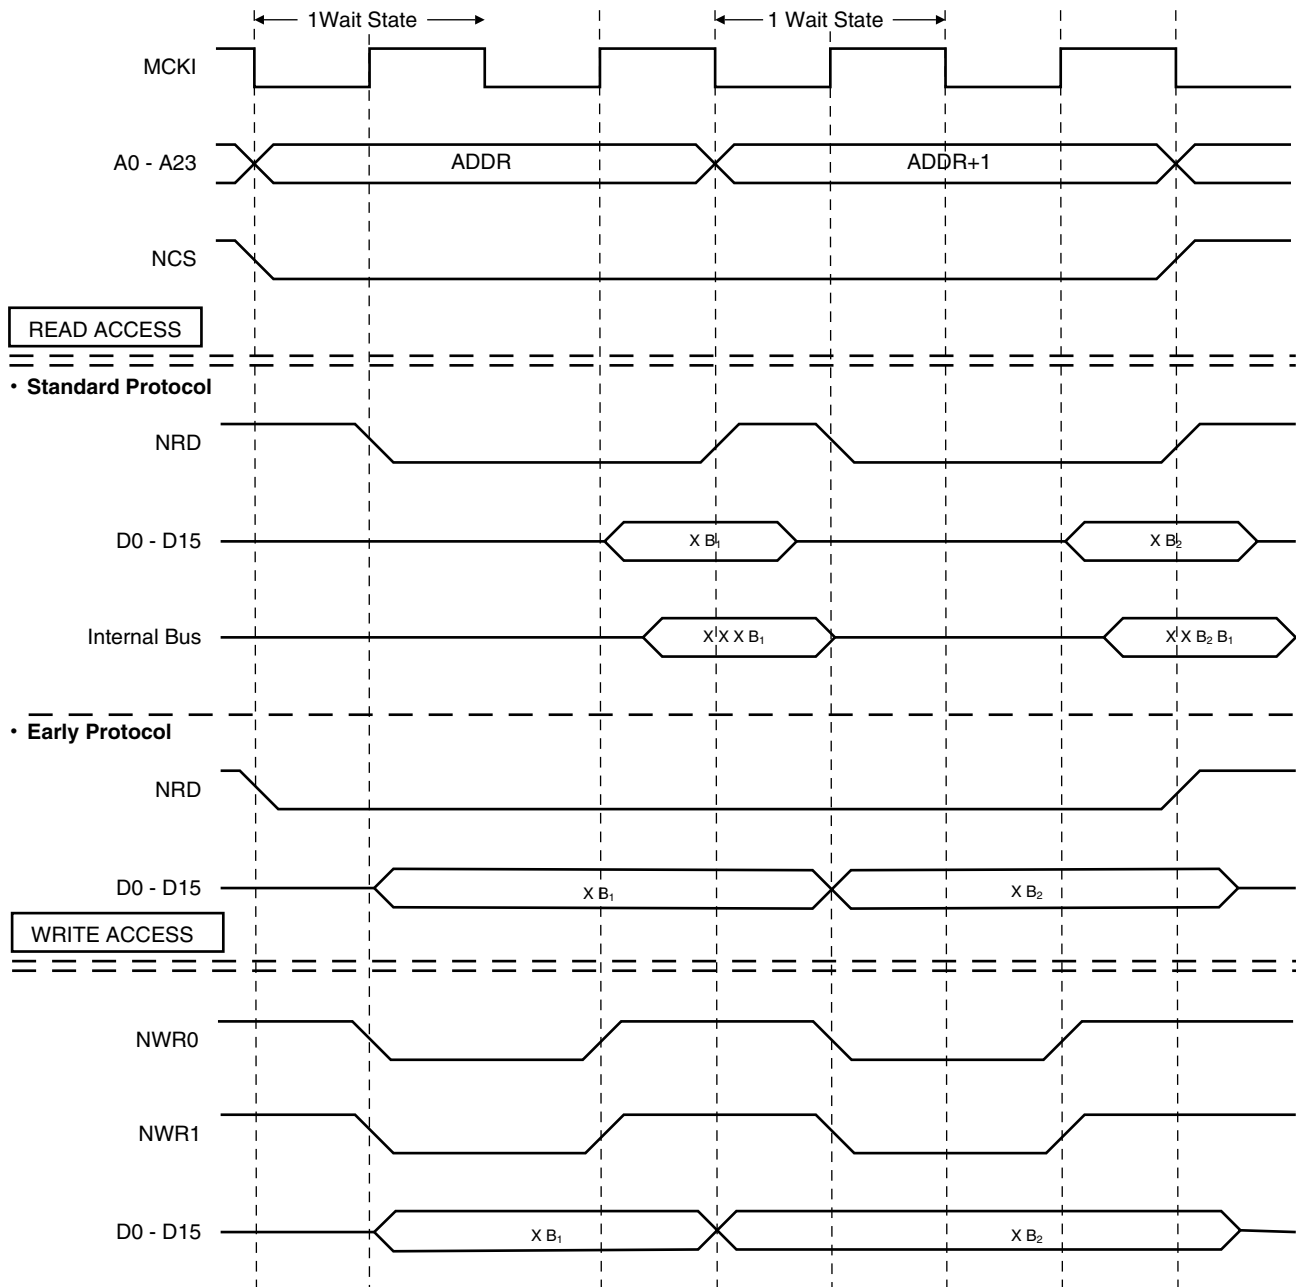 1Wait State
1 Wait State
MCKI
A0 - A23
ADDR
ADDR+1
NCS
READ ACCESS
• Standard Protocol
NRD
D0 - D15
X B₁
X B₂
Internal Bus
X X X B₁
X X B₂ B₁
• Early Protocol
NRD
D0 - D15
X B₁
X B₂
WRITE ACCESS
NWR0
NWR1
D0 - D15
X B₁
X B₂